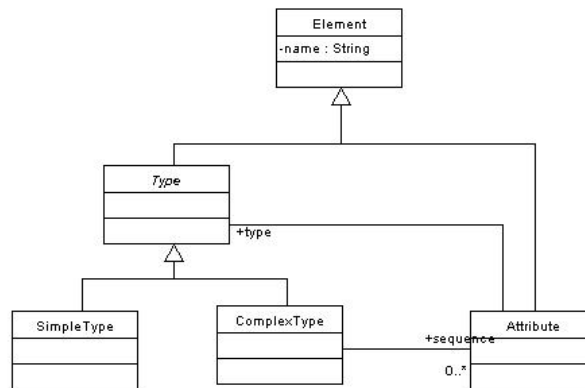 Element
-name : String
Type
+type
SimpleType
ComplexType
Attribute
+sequence
0..*